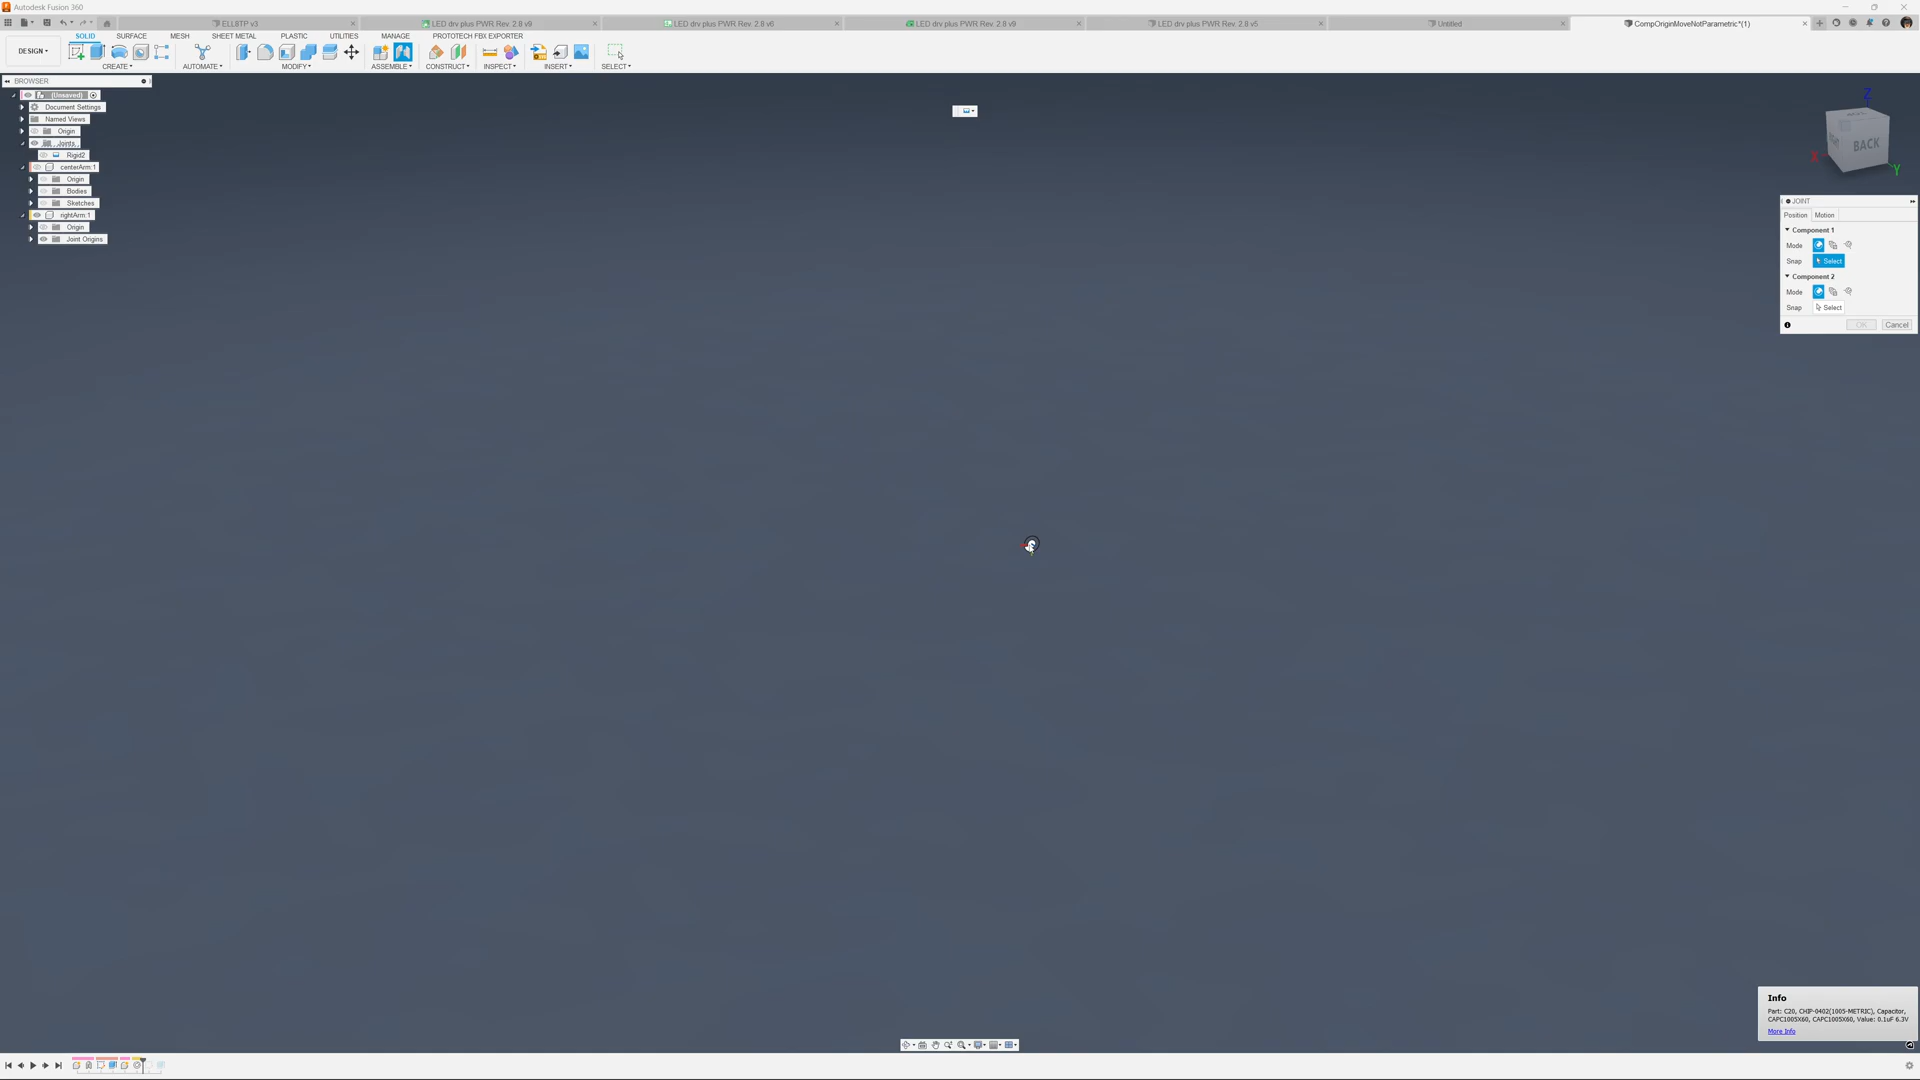 Autodesk Fusion 360
ELL8TP v3
LED drv plus PWR Rev. 2.8 v9
LED drv plus PWR Rev. 2.8 v6
LED drv plus PWR Rev. 2.8 v9
LED drv plus PWR Rev. 2.8 v5
Untitled
CompOriginMoveNotParametric*(1)
DESIGN
SOLID
SURFACE
MESH
SHEET METAL
PLASTIC
UTILITIES
MANAGE
PROTOTECH FBX EXPORTER
CREATE
AUTOMATE
MODIFY
ASSEMBLE
CONSTRUCT
INSPECT
INSERT
SELECT
BROWSER
(Unsaved)
Document Settings
Named Views
Origin
Joints
Rigid2
centerArm:1
Origin
Bodies
Sketches
rightArm:1
Origin
Joint Origins
Z
BACK
X
Y
JOINT
Position
Motion
Component 1
Mode
Snap
Select
Component 2
Mode
Snap
Select
OK
Cancel
Info
Part: C20, CHIP-0402(1005-METRIC), Capacitor,
CAPC1005X60, CAPC1005X60, Value: 0.1uF 6.3V
More Info